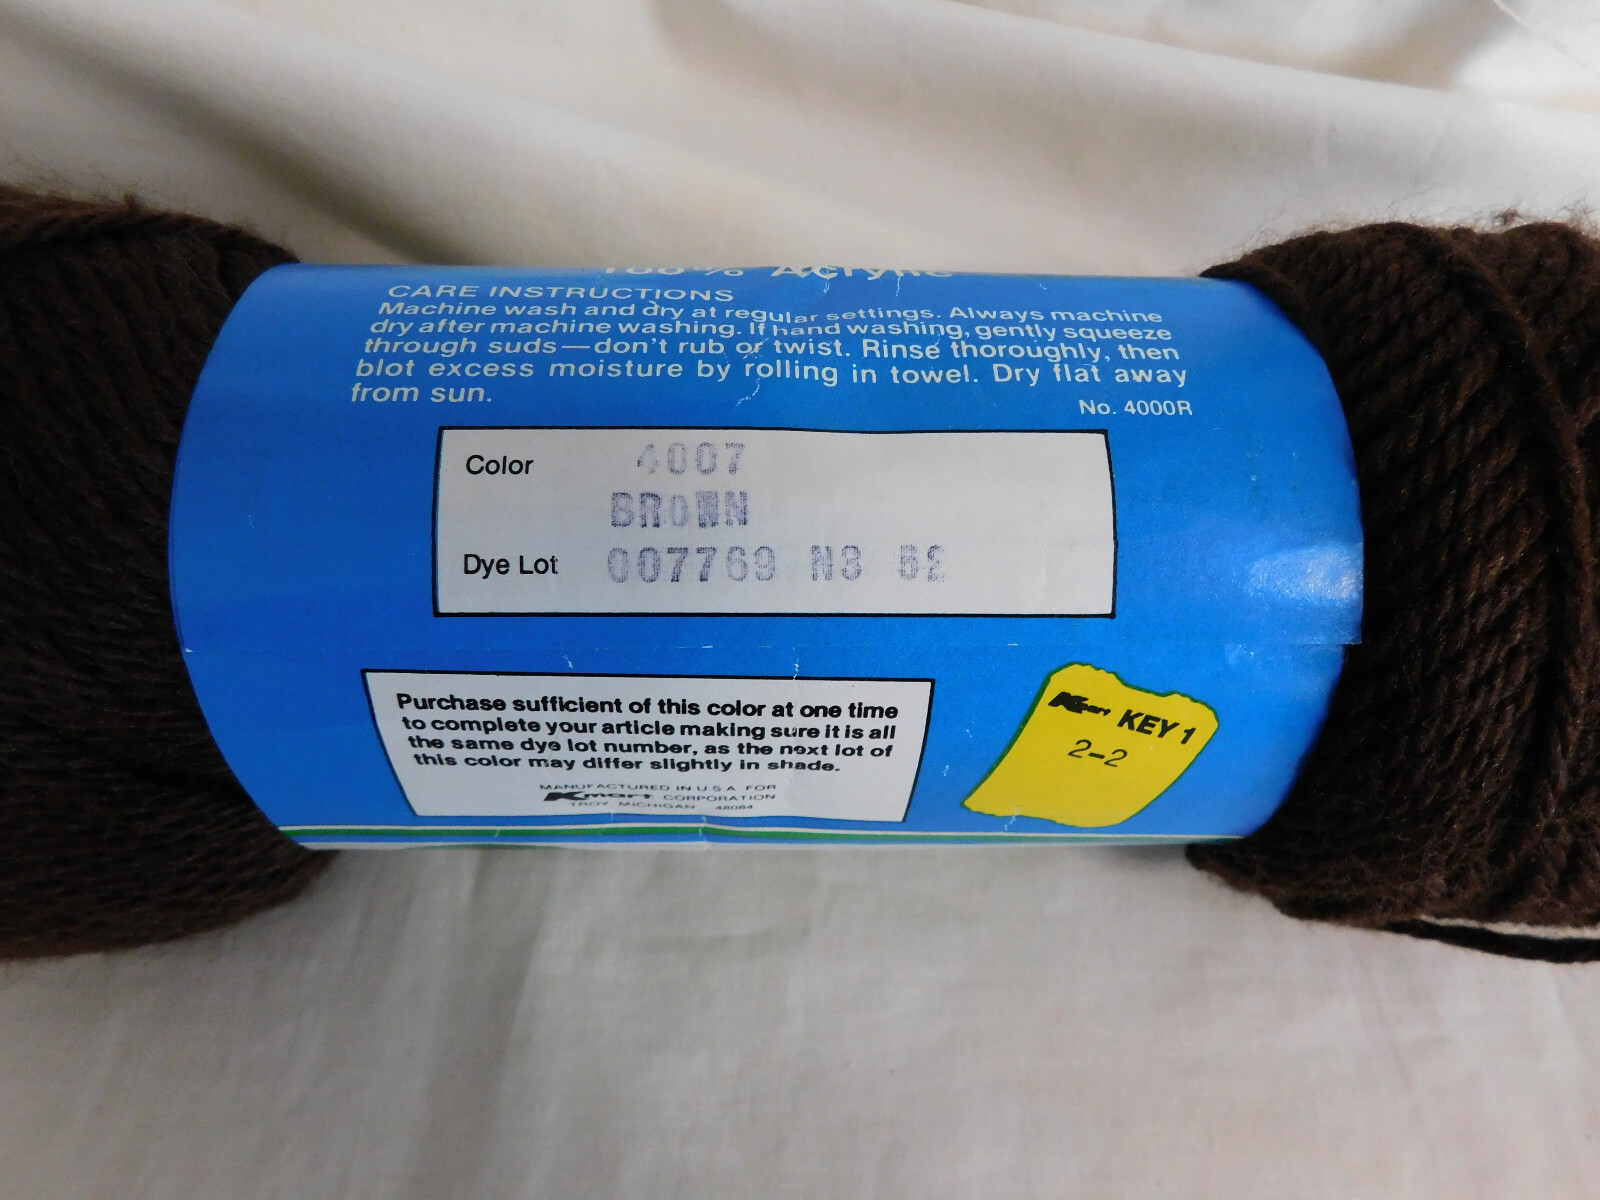 100% Acrylic
CARE INSTRUCTIONS
Machine wash and dry at regular settings. Always machine
dry after machine washing. If hand washing, gently squeeze
through suds—don't rub or twist. Rinse thoroughly, then
blot excess moisture by rolling in towel. Dry flat away
from sun.
No. 4000R
Color 4007
BROWN
Dye Lot 007769 N3
Purchase sufficient of this color at one time
to complete your article making sure it is all
the same dye lot number, as the next lot of
this color may differ slightly in shade.
MANUFACTURED IN U S A FOR
Kmart CORPORATION
TROY, MICHIGAN 48084
Kmart KEY 1
2-2